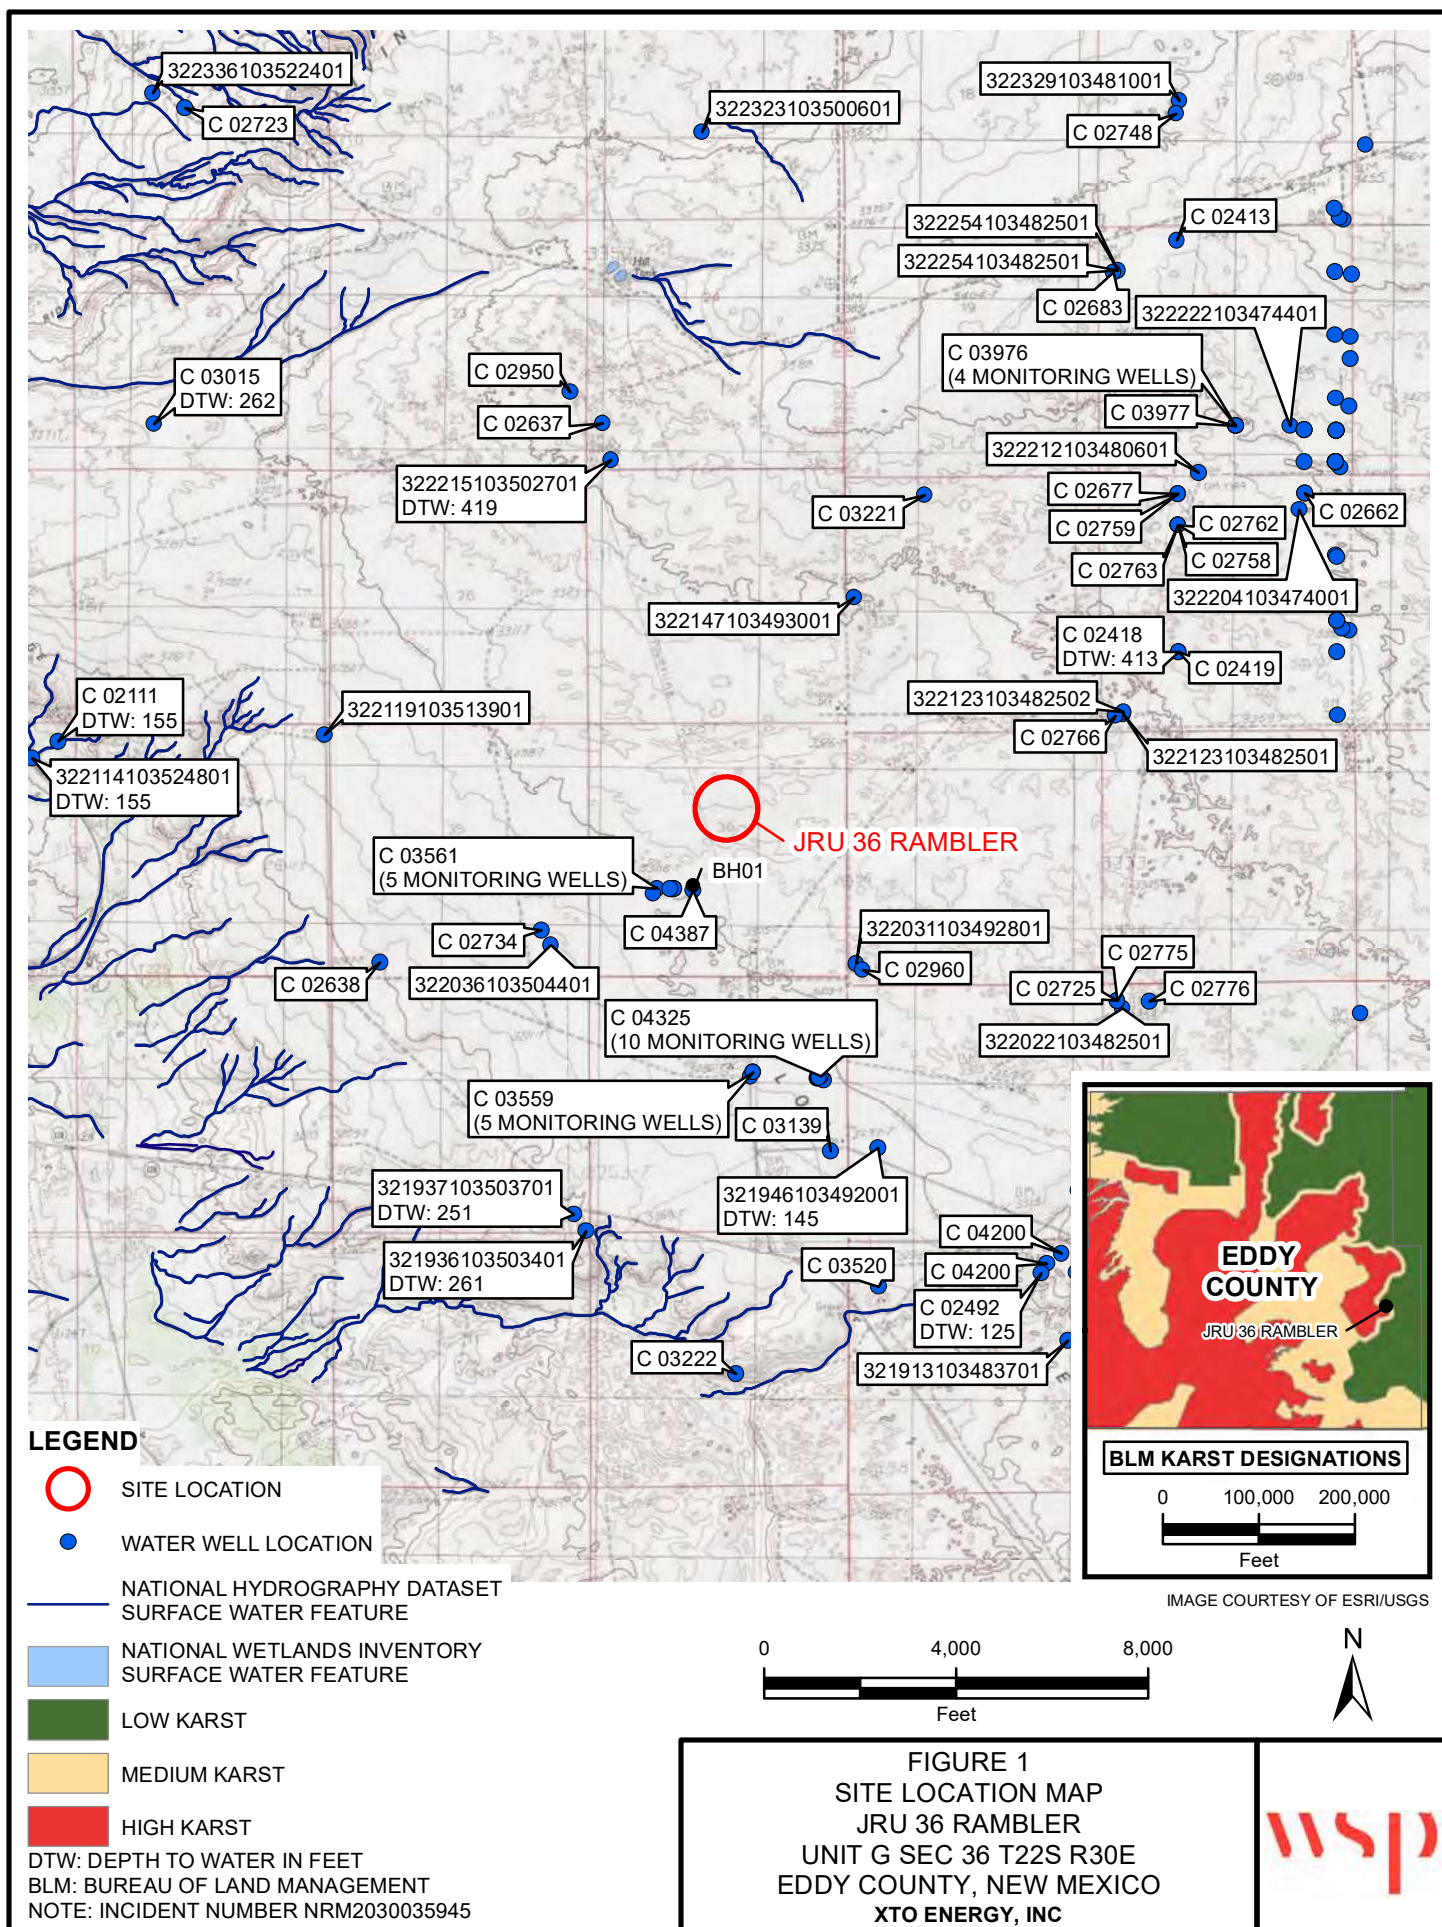 322336103522401
C 02723
322323103500601
322329103481001
C 02748
322254103482501
C 02413
322254103482501
C 02683
322222103474401
C 03976
(4 MONITORING WELLS)
C 03977
C 03015
DTW: 262
C 02950
C 02637
322215103502701
DTW: 419
322212103480601
C 02677
C 02759
C 02762
C 02662
C 03221
C 02763
C 02758
322204103474001
322147103493001
C 02418
DTW: 413
C 02419
C 02111
DTW: 155
322119103513901
322123103482502
C 02766
322123103482501
322114103524801
DTW: 155
JRU 36 RAMBLER
C 03561
(5 MONITORING WELLS)
BH01
C 04387
C 02734
322031103492801
C 02960
C 02638
322036103504401
C 02775
C 02725
C 02776
322022103482501
C 04325
(10 MONITORING WELLS)
C 03559
(5 MONITORING WELLS)
C 03139
321937103503701
DTW: 251
321946103492001
DTW: 145
321936103503401
DTW: 261
C 04200
C 04200
C 03520
C 02492
DTW: 125
C 03222
321913103483701
EDDY
COUNTY
JRU 36 RAMBLER
BLM KARST DESIGNATIONS
0 100,000 200,000
Feet
IMAGE COURTESY OF ESRI/USGS
LEGEND
SITE LOCATION
WATER WELL LOCATION
NATIONAL HYDROGRAPHY DATASET
SURFACE WATER FEATURE
NATIONAL WETLANDS INVENTORY
SURFACE WATER FEATURE
LOW KARST
MEDIUM KARST
HIGH KARST
DTW: DEPTH TO WATER IN FEET
BLM: BUREAU OF LAND MANAGEMENT
NOTE: INCIDENT NUMBER NRM2030035945
0 4,000 8,000
Feet
N
FIGURE 1
SITE LOCATION MAP
JRU 36 RAMBLER
UNIT G SEC 36 T22S R30E
EDDY COUNTY, NEW MEXICO
XTO ENERGY, INC
wsp